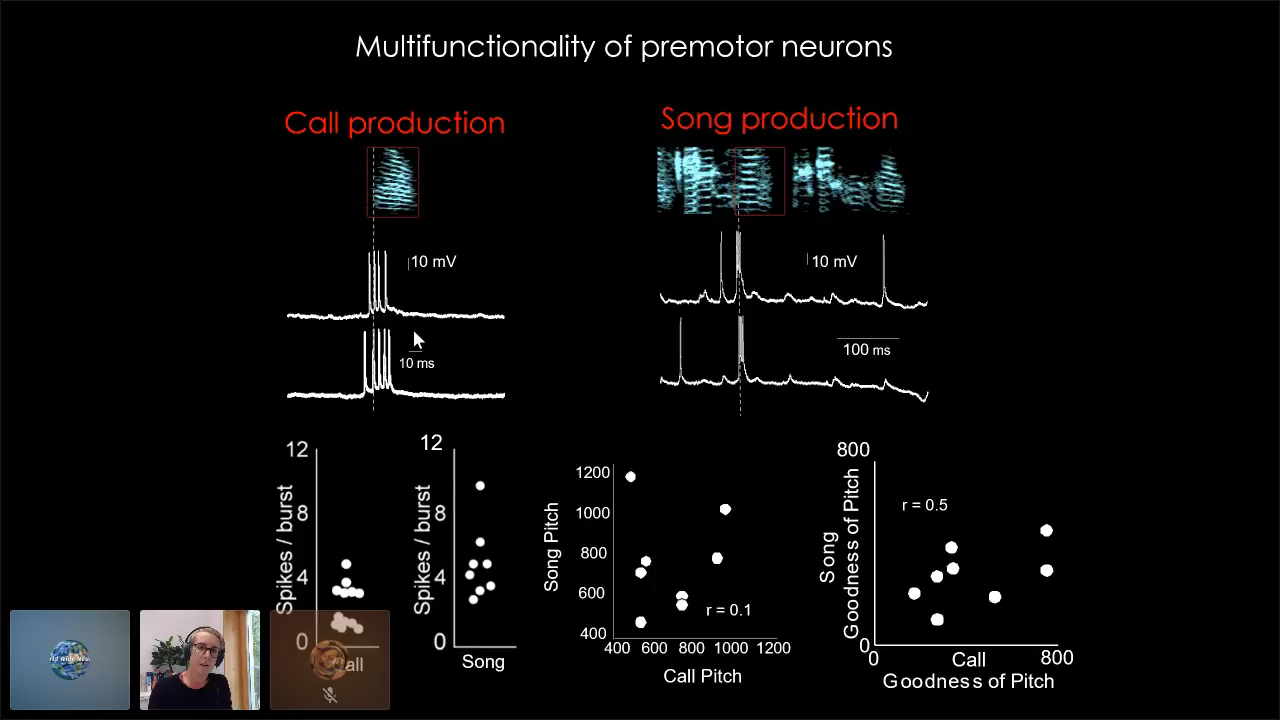 Multifunctionality of premotor neurons
Call production
Song production
10 mV
10 ms
10 mV
100 ms
12
8
4
0
Spikes / burst
Call
12
8
4
0
Spikes / burst
Song
1200
1000
800
600
400
Song Pitch
r = 0.1
400 600 800 1000 1200
Call Pitch
800
0
Song
Goodness of Pitch
r = 0.5
0
800
Call
Goodness of Pitch